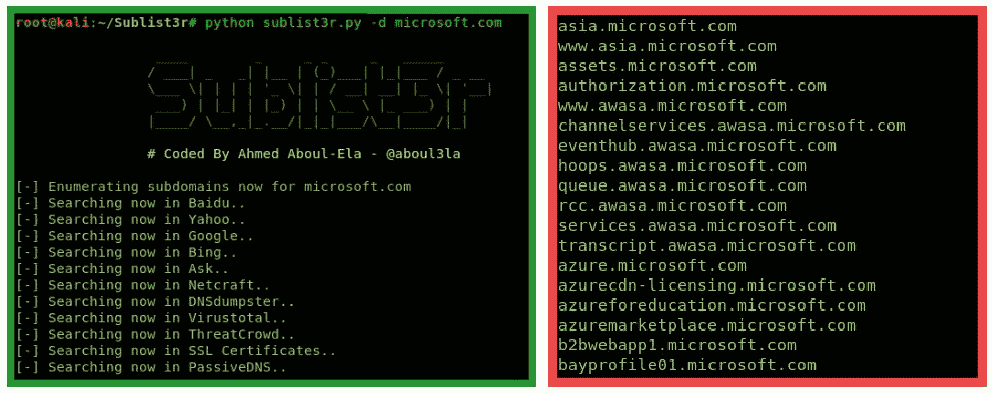 root@kali:~/Sublist3r# python sublist3r.py -d microsoft.com
Sublist3r
# Coded By Ahmed Aboul-Ela - @aboul3la
[-] Enumerating subdomains now for microsoft.com
[-] Searching now in Baidu..
[-] Searching now in Yahoo..
[-] Searching now in Google..
[-] Searching now in Bing..
[-] Searching now in Ask..
[-] Searching now in Netcraft..
[-] Searching now in DNSdumpster..
[-] Searching now in Virustotal..
[-] Searching now in ThreatCrowd..
[-] Searching now in SSL Certificates..
[-] Searching now in PassiveDNS..
asia.microsoft.com
www.asia.microsoft.com
assets.microsoft.com
authorization.microsoft.com
www.awasa.microsoft.com
channelservices.awasa.microsoft.com
eventhub.awasa.microsoft.com
hoops.awasa.microsoft.com
queue.awasa.microsoft.com
rcc.awasa.microsoft.com
services.awasa.microsoft.com
transcript.awasa.microsoft.com
azure.microsoft.com
azurecdn-licensing.microsoft.com
azureforeducation.microsoft.com
azuremarketplace.microsoft.com
b2bwebapp1.microsoft.com
bayprofile01.microsoft.com